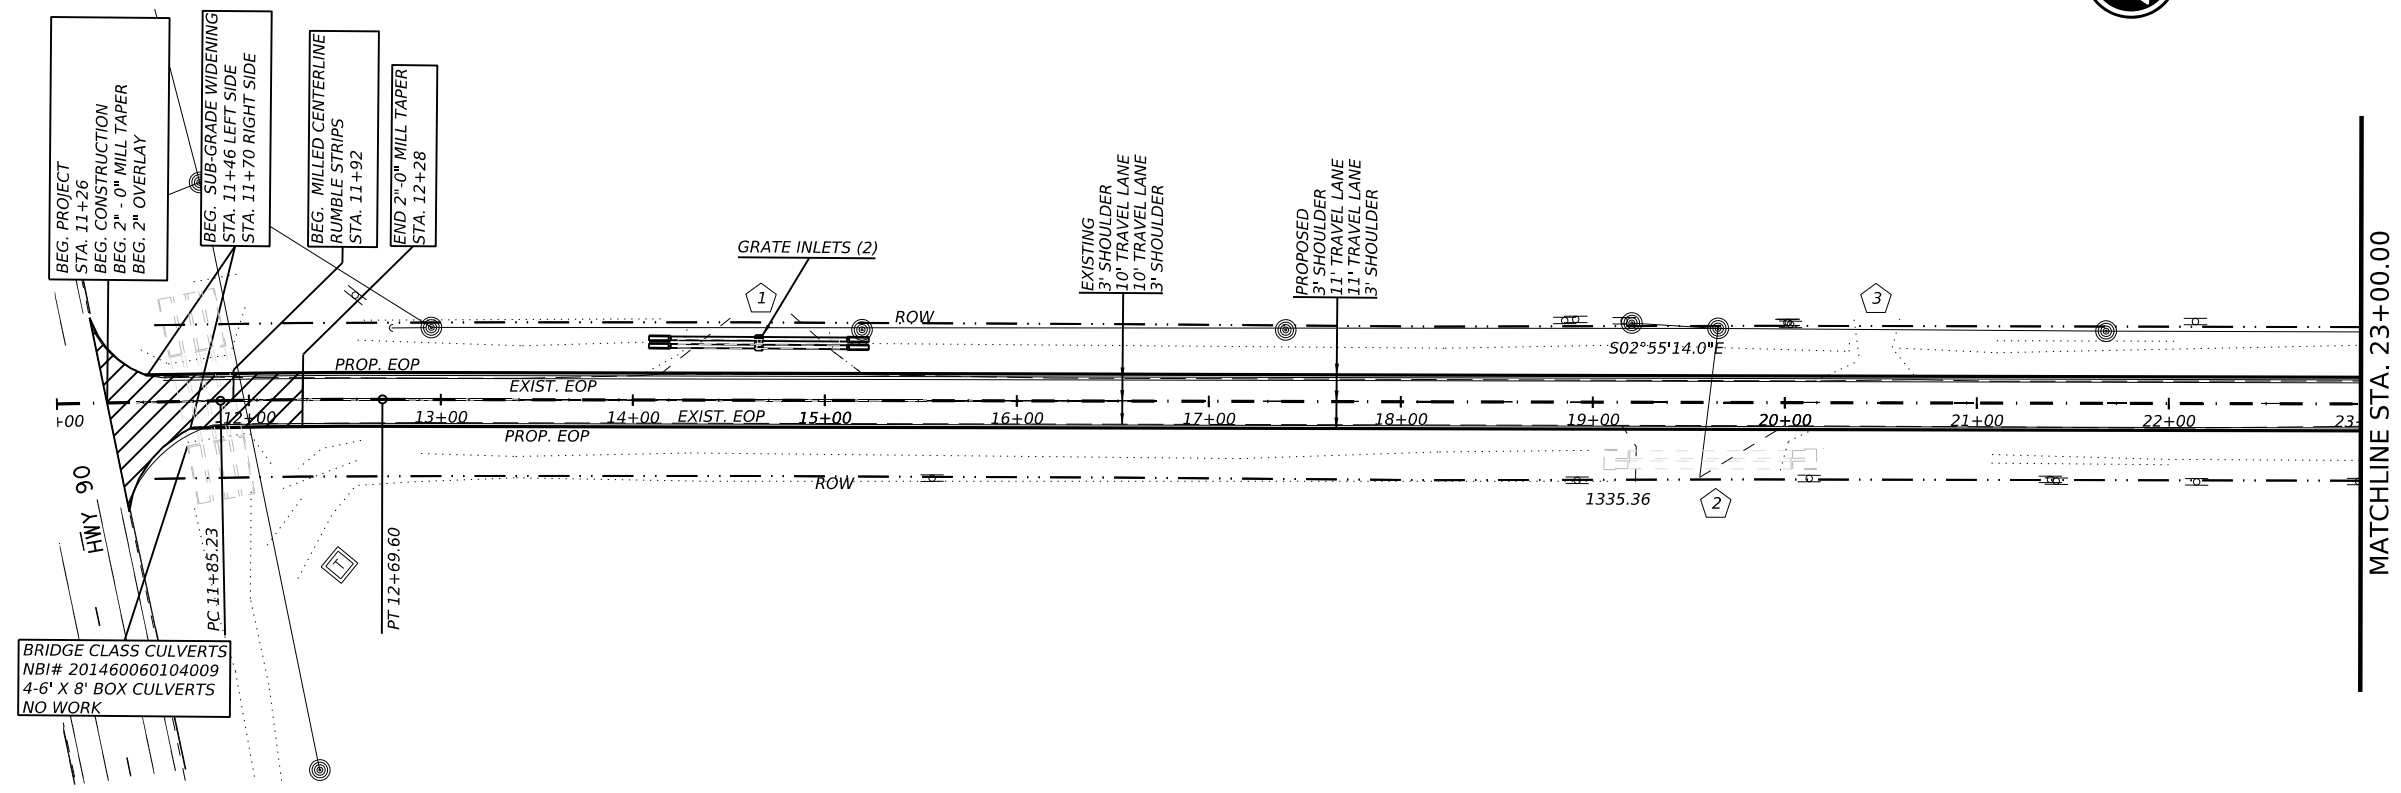 BEG. PROJECT
STA. 11+26
BEG. CONSTRUCTION
BEG. 2" - 0" MILL TAPER
BEG. 2" OVERLAY
BEG. SUB-GRADE WIDENING
STA. 11+46 LEFT SIDE
STA. 11+70 RIGHT SIDE
BEG. MILLED CENTERLINE
RUMBLE STRIPS
STA. 11+92
END 2"-0" MILL TAPER
STA. 12+28
GRATE INLETS (2)
1
EXISTING
3' SHOULDER
10' TRAVEL LANE
10' TRAVEL LANE
3' SHOULDER
PROPOSED
3' SHOULDER
11' TRAVEL LANE
11' TRAVEL LANE
3' SHOULDER
3
ROW
S02°55'14.0"E
PROP. EOP
EXIST. EOP
+00
12+00
13+00
14+00
EXIST. EOP
15+00
16+00
17+00
18+00
19+00
20+00
21+00
22+00
23+
PROP. EOP
ROW
1335.36
2
HWY 90
PC 11+85.23
PT 12+69.60
T
BRIDGE CLASS CULVERTS
NBI# 201460060104009
4-6' X 8' BOX CULVERTS
NO WORK
MATCHLINE STA. 23+00.00